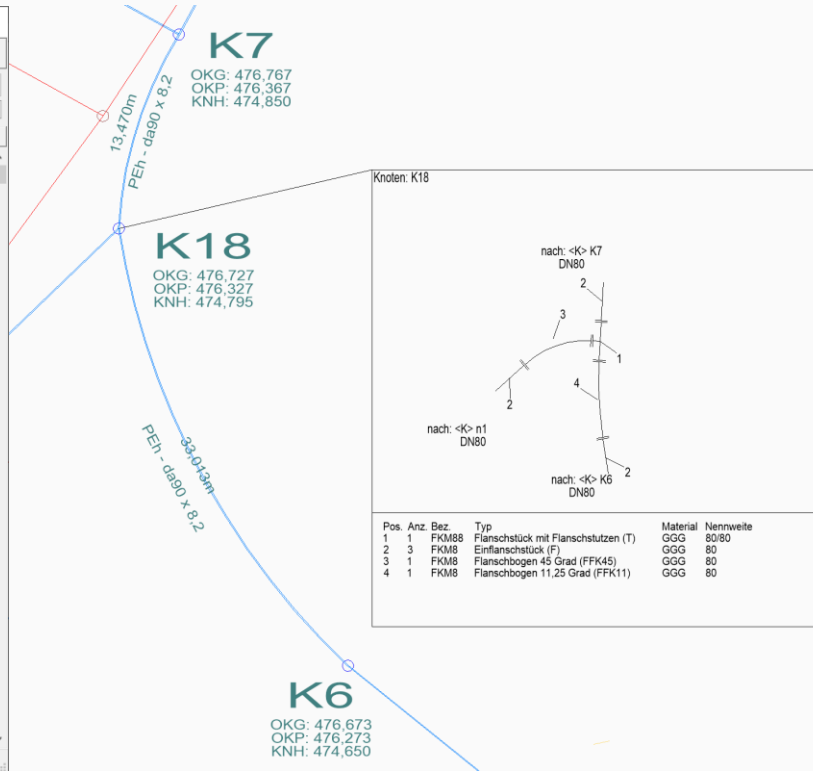 K7
OKG: 476,767
OKP: 476,367
KNH: 474,850
13,470m
PEh - da90 x 8,2
K18
OKG: 476,727
OKP: 476,327
KNH: 474,795
33,013m
PEh - da90 x 8,2
K6
OKG: 476,673
OKP: 476,273
KNH: 474,650
Knoten: K18
nach: <K> K7
DN80
2
3
1
4
2
nach: <K> n1
DN80
2
nach: <K> K6
DN80
Pos. Anz. Bez. Typ Material Nennweite
1 1 FKM88 Flanschstück mit Flanschstutzen (T) GGG 80/80
2 3 FKM8 Einflanschstück (F) GGG 80
3 1 FKM8 Flanschbogen 45 Grad (FFK45) GGG 80
4 1 FKM8 Flanschbogen 11,25 Grad (FFK11) GGG 80